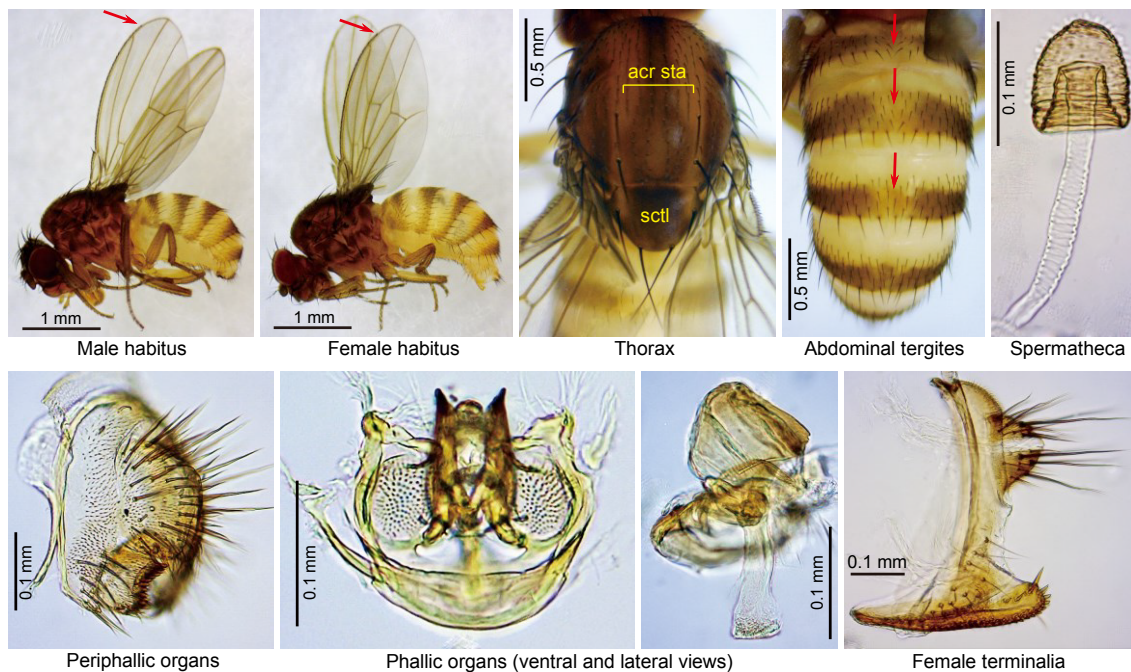 1 mm
Male habitus
1 mm
Female habitus
0.5 mm
acr sta
sctl
Thorax
0.5 mm
Abdominal tergites
0.1 mm
Spermatheca
0.1 mm
Periphallic organs
0.1 mm
Phallic organs (ventral and lateral views)
0.1 mm
0.1 mm
Female terminalia